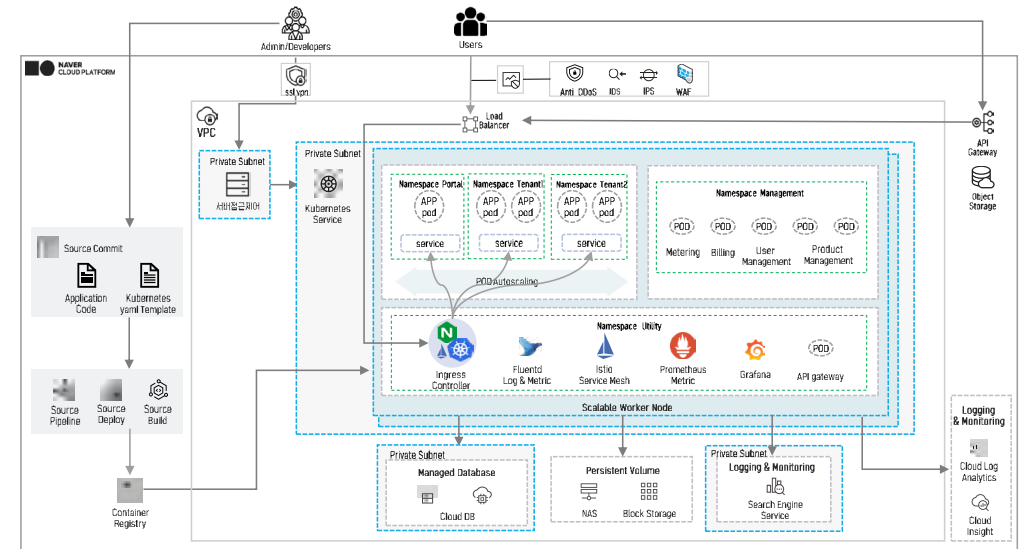 Admin/Developers
Users
NAVER
CLOUD PLATFORM
ssl vpn
Anti DDoS
IDS
IPS
WAF
VPC
Load
Balancer
API
Gateway
Object
Storage
Private Subnet
서버접근제어
Private Subnet
Kubernetes
Service
Namespace Portal
APP
pod
service
Namespace Tenant1
APP
pod
APP
pod
service
Namespace Tenant2
APP
pod
APP
pod
service
POD Autoscaling
Namespace Management
POD
POD
POD
POD
POD
Metering
Billing
User
Management
Product
Management
Source Commit
Application
Code
Kubernetes
yaml Template
Source
Pipeline
Source
Deploy
Source
Build
Container
Registry
Namespace Utility
Ingress
Controller
Fluentd
Log & Metric
Istio
Service Mesh
Prometheus
Metric
Grafana
POD
API gateway
Scalable Worker Node
Private Subnet
Managed Database
Cloud DB
Persistent Volume
NAS
Block Storage
Private Subnet
Logging & Monitoring
Search Engine
Service
Logging
& Monitoring
Cloud Log
Analytics
Cloud
Insight